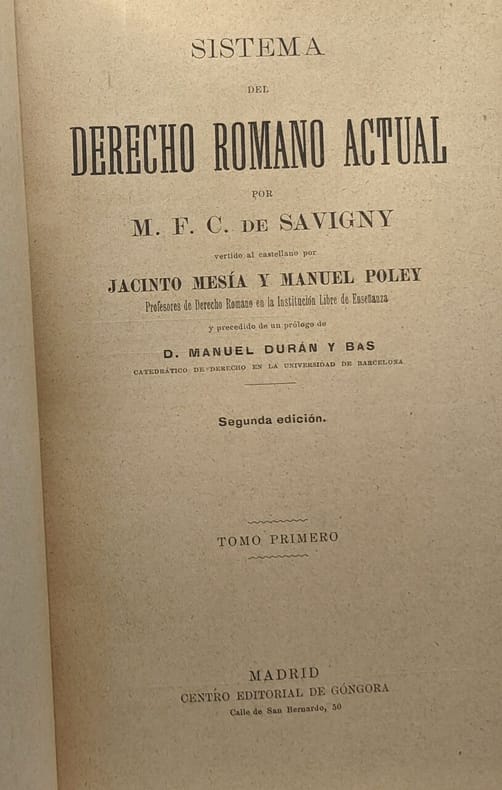 SISTEMA
DEL
DERECHO ROMANO ACTUAL
POR
M. F. C. DE SAVIGNY
vertido al castellano por
JACINTO MESÍA Y MANUEL POLEY
Profesores de Derecho Romano en la Institución Libre de Enseñanza
y precedido de un prólogo de
D. MANUEL DURÁN Y BAS
CATEDRÁTICO DE DERECHO EN LA UNIVERSIDAD DE BARCELONA
Segunda edición.
TOMO PRIMERO
MADRID
CENTRO EDITORIAL DE GÓNGORA
Calle de San Bernardo, 50